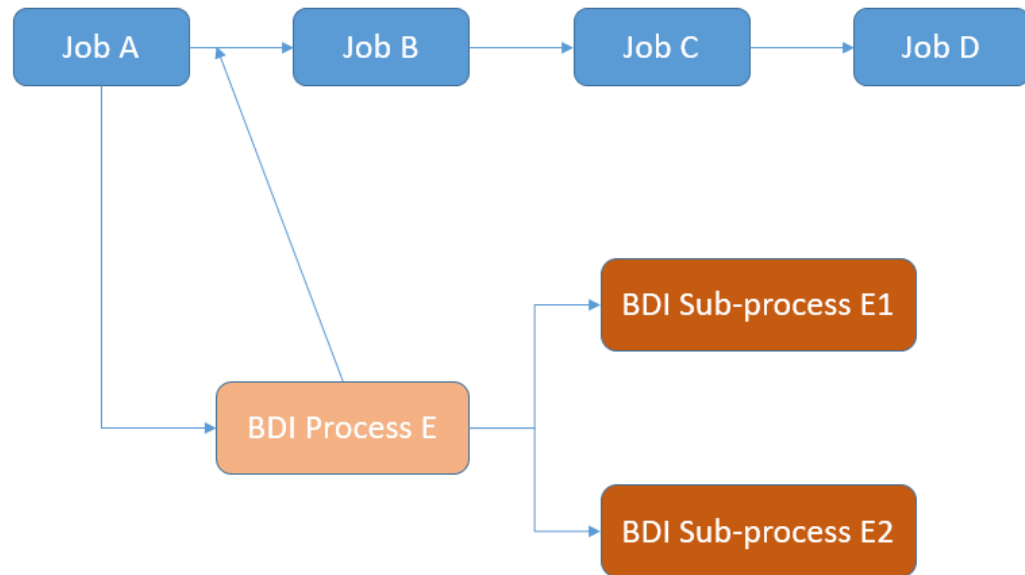 Job A
Job B
Job C
Job D
BDI Sub-process E1
BDI Process E
BDI Sub-process E2